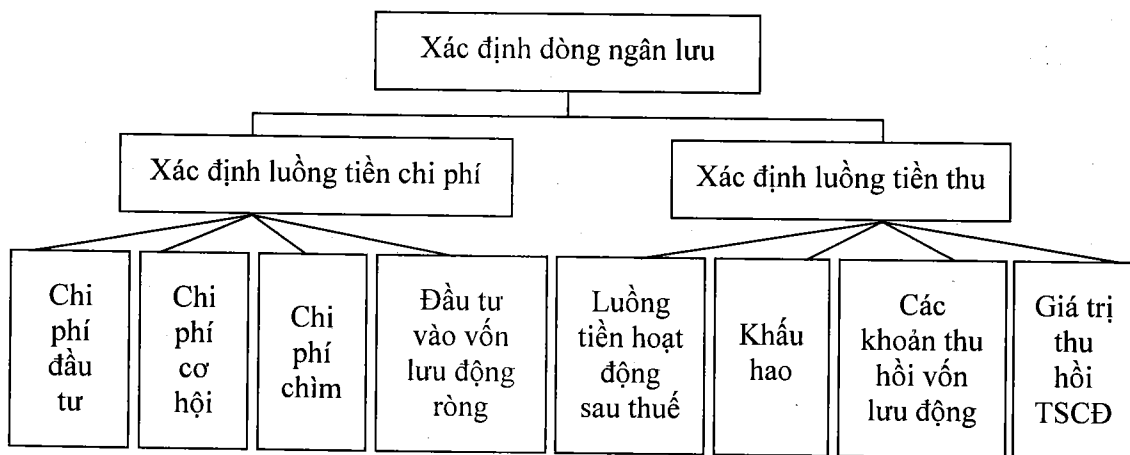 Xác định dòng ngân lưu
Xác định luồng tiền chi phí
Xác định luồng tiền thu
Chi
phí
đầu
tư
Chi
phí
cơ
hội
Chi
phí
chìm
Đầu tư
vào vốn
lưu động
ròng
Luồng
tiền hoạt
động
sau thuế
Khấu
hao
Các
khoản thu
hồi vốn
lưu động
Giá trị
thu
hồi
TSCĐ